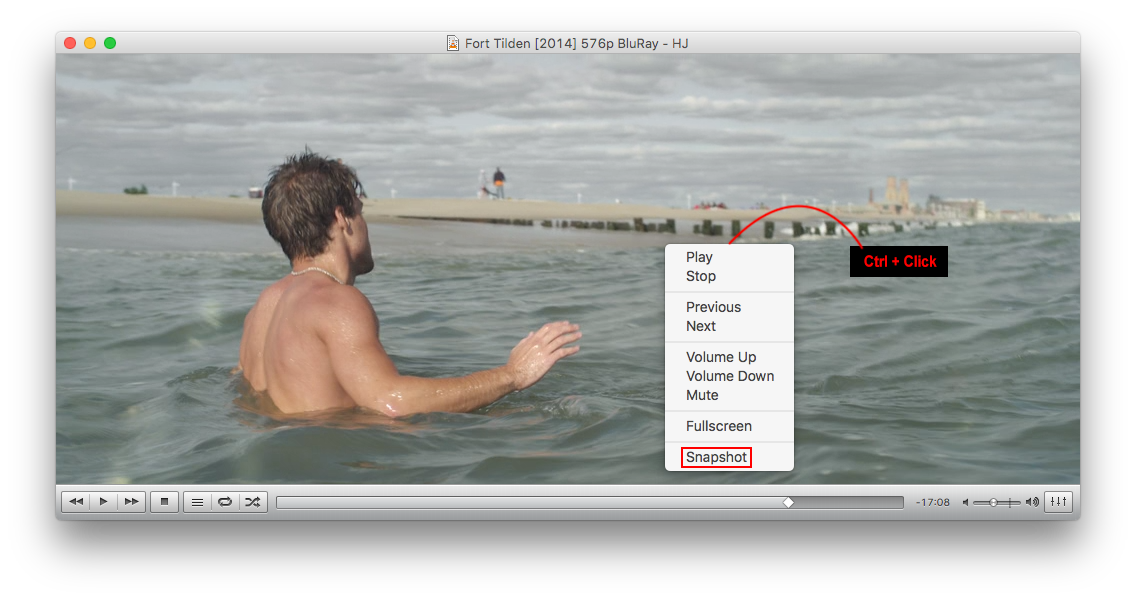 Fort Tilden [2014] 576p BluRay - HJ
Play
Stop
Ctrl + Click
Previous
Next
Volume Up
Volume Down
Mute
Fullscreen
Snapshot
-17:08